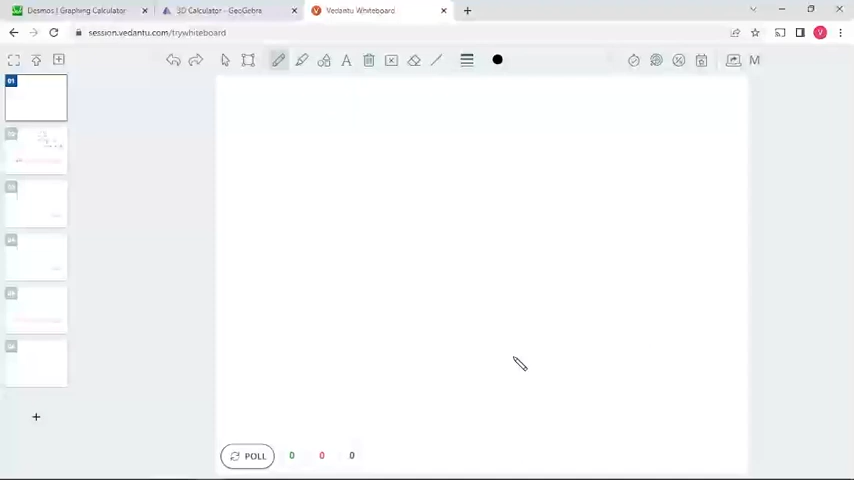 Desmos | Graphing Calculator
3D Calculator - GeoGebra
Vedantu Whiteboard
session.vedantu.com/trywhiteboard
V
A
M
01
POLL 0 0 0